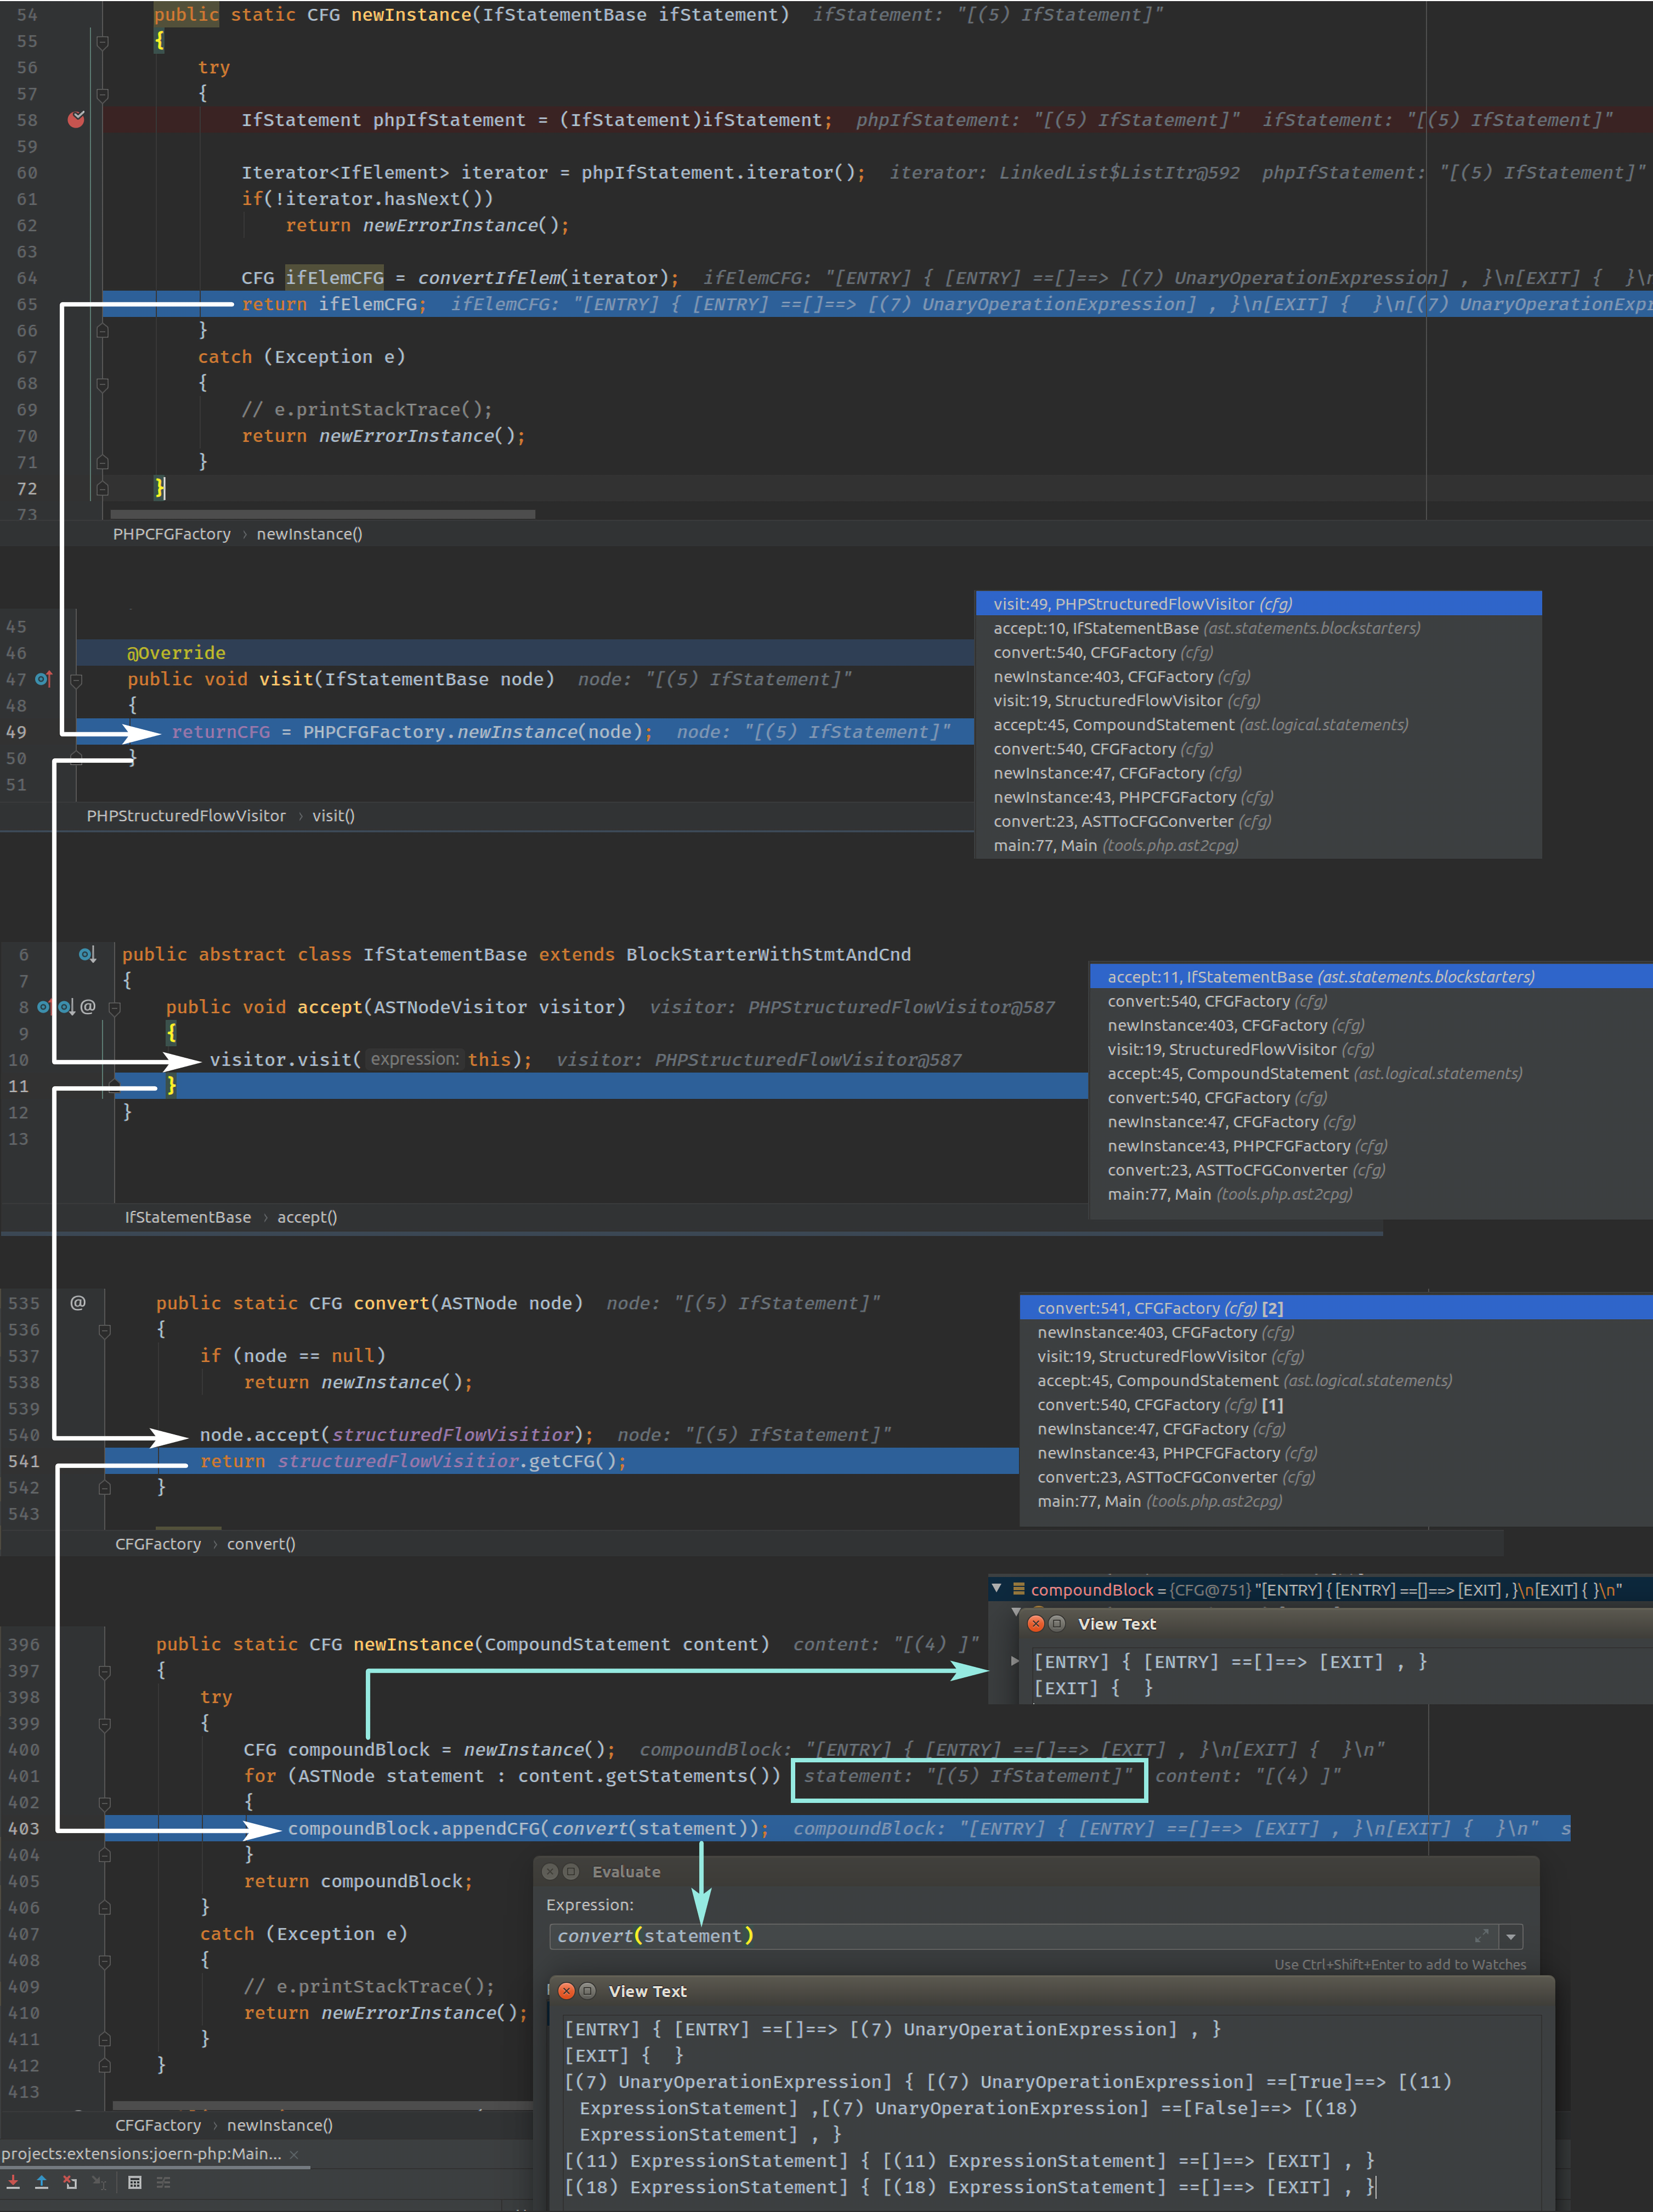 54 public static CFG newInstance(IfStatementBase ifStatement) ifStatement: "[(5) IfStatement]"
55 {
56 try
57 {
58 IfStatement phpIfStatement = (IfStatement)ifStatement; phpIfStatement: "[(5) IfStatement]" ifStatement: "[(5) IfStatement]"
59
60 Iterator<IfElement> iterator = phpIfStatement.iterator(); iterator: LinkedList$ListItr@592 phpIfStatement: "[(5) IfStatement]"
61 if(!iterator.hasNext())
62 return newErrorInstance();
63
64 CFG ifElemCFG = convertIfElem(iterator); ifElemCFG: "[ENTRY] { [ENTRY] ==[]==> [(7) UnaryOperationExpression] , }\n[EXIT] {  }\n
65 return ifElemCFG; ifElemCFG: "[ENTRY] { [ENTRY] ==[]==> [(7) UnaryOperationExpression] , }\n[EXIT] {  }\n[(7) UnaryOperationExpr
66 }
67 catch (Exception e)
68 {
69 // e.printStackTrace();
70 return newErrorInstance();
71 }
72 }
73
PHPCFGFactory › newInstance()
45
46 @Override
47 public void visit(IfStatementBase node) node: "[(5) IfStatement]"
48 {
49 returnCFG = PHPCFGFactory.newInstance(node); node: "[(5) IfStatement]"
50 }
51
PHPStructuredFlowVisitor › visit()
visit:49, PHPStructuredFlowVisitor (cfg)
accept:10, IfStatementBase (ast.statements.blockstarters)
convert:540, CFGFactory (cfg)
newInstance:403, CFGFactory (cfg)
visit:19, StructuredFlowVisitor (cfg)
accept:45, CompoundStatement (ast.logical.statements)
convert:540, CFGFactory (cfg)
newInstance:47, CFGFactory (cfg)
newInstance:43, PHPCFGFactory (cfg)
convert:23, ASTToCFGConverter (cfg)
main:77, Main (tools.php.ast2cpg)
6 public abstract class IfStatementBase extends BlockStarterWithStmtAndCnd
7 {
8 @ public void accept(ASTNodeVisitor visitor) visitor: PHPStructuredFlowVisitor@587
9 {
10 visitor.visit( expression: this); visitor: PHPStructuredFlowVisitor@587
11 }
12 }
13
IfStatementBase › accept()
accept:11, IfStatementBase (ast.statements.blockstarters)
convert:540, CFGFactory (cfg)
newInstance:403, CFGFactory (cfg)
visit:19, StructuredFlowVisitor (cfg)
accept:45, CompoundStatement (ast.logical.statements)
convert:540, CFGFactory (cfg)
newInstance:47, CFGFactory (cfg)
newInstance:43, PHPCFGFactory (cfg)
convert:23, ASTToCFGConverter (cfg)
main:77, Main (tools.php.ast2cpg)
535 @ public static CFG convert(ASTNode node) node: "[(5) IfStatement]"
536 {
537 if (node == null)
538 return newInstance();
539
540 node.accept(structuredFlowVisitior); node: "[(5) IfStatement]"
541 return structuredFlowVisitior.getCFG();
542 }
543
CFGFactory › convert()
convert:541, CFGFactory (cfg) [2]
newInstance:403, CFGFactory (cfg)
visit:19, StructuredFlowVisitor (cfg)
accept:45, CompoundStatement (ast.logical.statements)
convert:540, CFGFactory (cfg) [1]
newInstance:47, CFGFactory (cfg)
newInstance:43, PHPCFGFactory (cfg)
convert:23, ASTToCFGConverter (cfg)
main:77, Main (tools.php.ast2cpg)
compoundBlock = {CFG@751} "[ENTRY] { [ENTRY] ==[]==> [EXIT] , }\n[EXIT] {  }\n"
View Text
[ENTRY] { [ENTRY] ==[]==> [EXIT] , }
[EXIT] {  }
396 public static CFG newInstance(CompoundStatement content) content: "[(4) ]"
397 {
398 try
399 {
400 CFG compoundBlock = newInstance(); compoundBlock: "[ENTRY] { [ENTRY] ==[]==> [EXIT] , }\n[EXIT] {  }\n"
401 for (ASTNode statement : content.getStatements()) statement: "[(5) IfStatement]" content: "[(4) ]"
402 {
403 compoundBlock.appendCFG(convert(statement)); compoundBlock: "[ENTRY] { [ENTRY] ==[]==> [EXIT] , }\n[EXIT] {  }\n" s
404 }
405 return compoundBlock;
406 }
407 catch (Exception e)
408 {
409 // e.printStackTrace();
410 return newErrorInstance();
411 }
412 }
413
CFGFactory › newInstance()
projects:extensions:joern-php:Main... ×
Evaluate
Expression:
convert(statement)
Use Ctrl+Shift+Enter to add to Watches
View Text
[ENTRY] { [ENTRY] ==[]==> [(7) UnaryOperationExpression] , }
[EXIT] {  }
[(7) UnaryOperationExpression] { [(7) UnaryOperationExpression] ==[True]==> [(11)
ExpressionStatement] ,[(7) UnaryOperationExpression] ==[False]==> [(18)
ExpressionStatement] , }
[(11) ExpressionStatement] { [(11) ExpressionStatement] ==[]==> [EXIT] , }
[(18) ExpressionStatement] { [(18) ExpressionStatement] ==[]==> [EXIT] , }